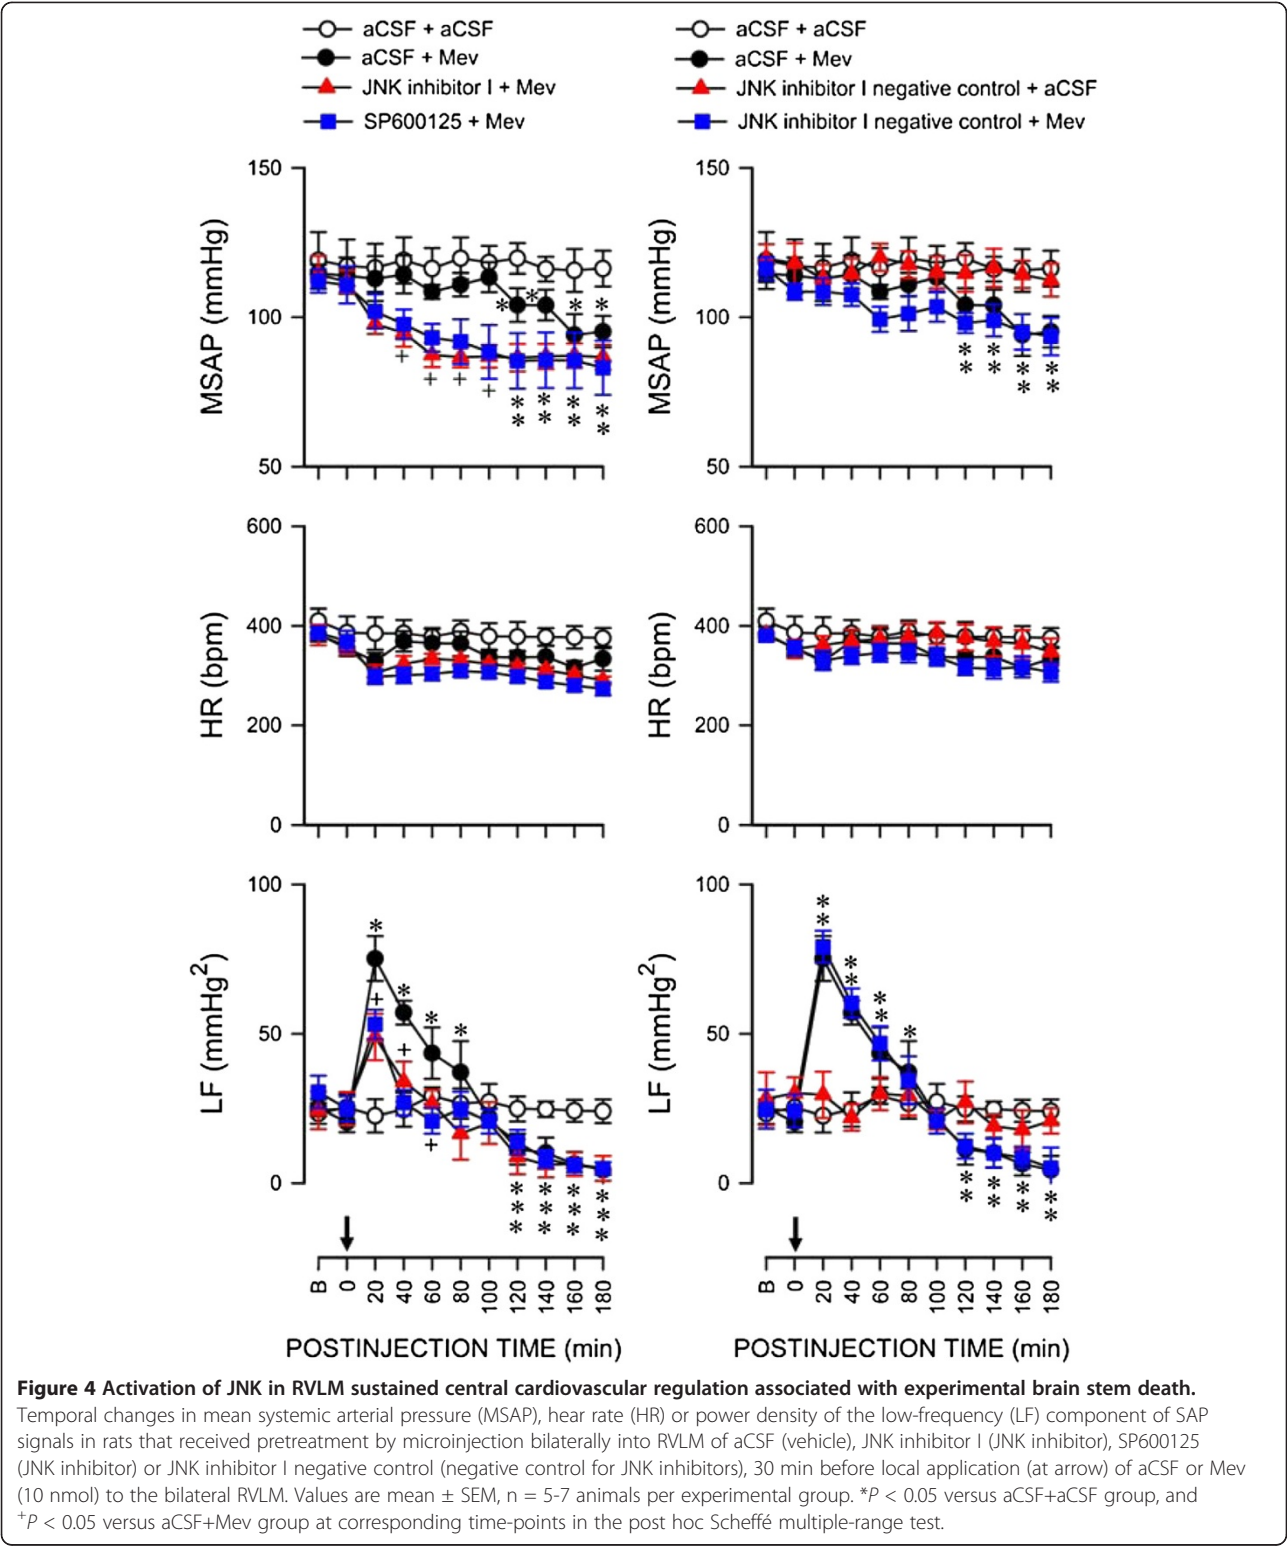 aCSF + aCSF
aCSF + Mev
JNK inhibitor I + Mev
SP600125 + Mev
aCSF + aCSF
aCSF + Mev
JNK inhibitor I negative control + aCSF
JNK inhibitor I negative control + Mev
150
100
50
MSAP (mmHg)
* * * *
+ + + +
* * * *
* * * *
150
100
50
MSAP (mmHg)
* * * *
* * * *
600
400
200
0
HR (bpm)
600
400
200
0
HR (bpm)
100
50
0
LF (mmHg²)
* * * *
+ +
+
* * * *
* * * *
* * * *
100
50
0
LF (mmHg²)
* * * *
* * *
* * * *
* * * *
B 0 20 40 60 80 100 120 140 160 180
POSTINJECTION TIME (min)
B 0 20 40 60 80 100 120 140 160 180
POSTINJECTION TIME (min)
Figure 4 Activation of JNK in RVLM sustained central cardiovascular regulation associated with experimental brain stem death.
Temporal changes in mean systemic arterial pressure (MSAP), hear rate (HR) or power density of the low-frequency (LF) component of SAP
signals in rats that received pretreatment by microinjection bilaterally into RVLM of aCSF (vehicle), JNK inhibitor I (JNK inhibitor), SP600125
(JNK inhibitor) or JNK inhibitor I negative control (negative control for JNK inhibitors), 30 min before local application (at arrow) of aCSF or Mev
(10 nmol) to the bilateral RVLM. Values are mean ± SEM, n = 5-7 animals per experimental group. *P < 0.05 versus aCSF+aCSF group, and
⁺P < 0.05 versus aCSF+Mev group at corresponding time-points in the post hoc Scheffé multiple-range test.